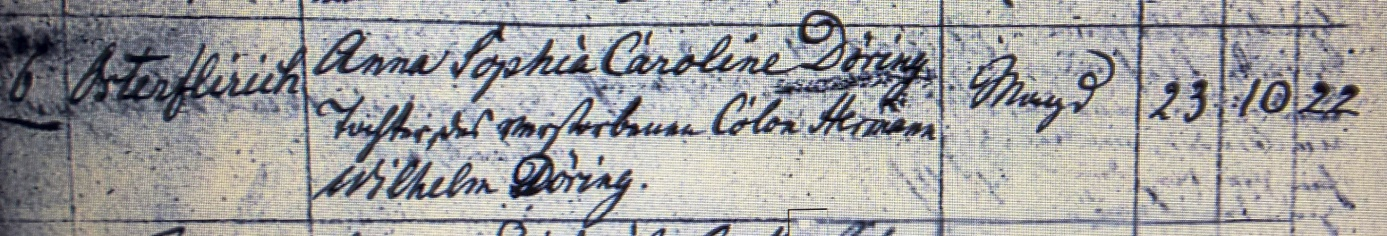 6 Osterflierich Anna Sophia Caroline Döring Magd 23 10 22
Tochter des verstorbenen Colon Hermann
Wilhelm Döring.